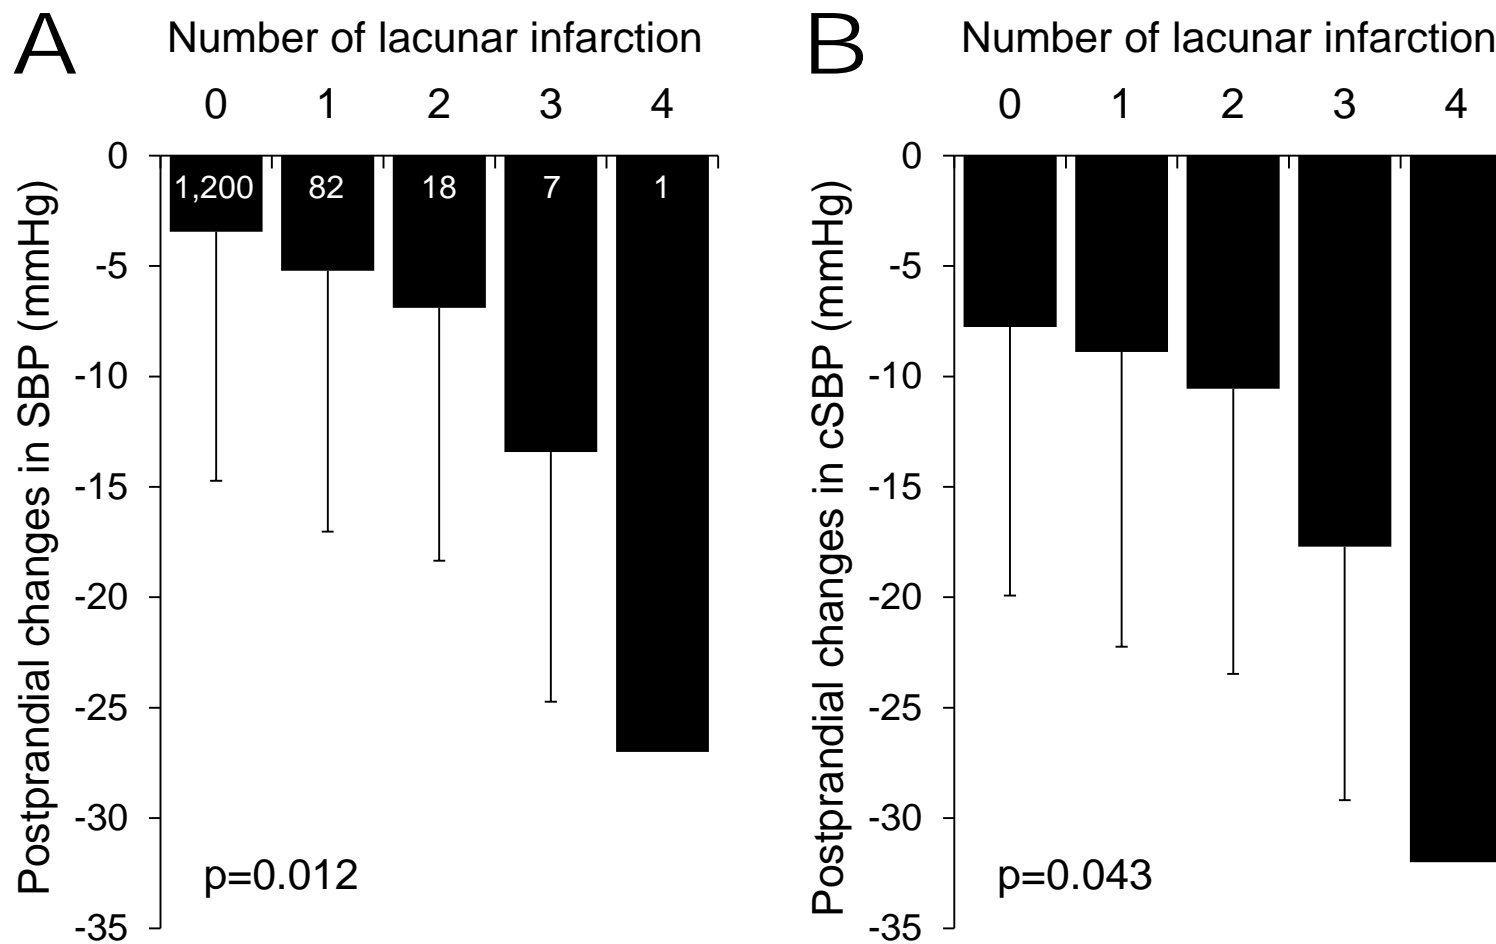 A
Number of lacunar infarction
0 1 2 3 4
Postprandial changes in SBP (mmHg)
0
-5
-10
-15
-20
-25
-30
-35
1,200 82 18 7 1
p=0.012
B
Number of lacunar infarction
0 1 2 3 4
Postprandial changes in cSBP (mmHg)
0
-5
-10
-15
-20
-25
-30
-35
p=0.043